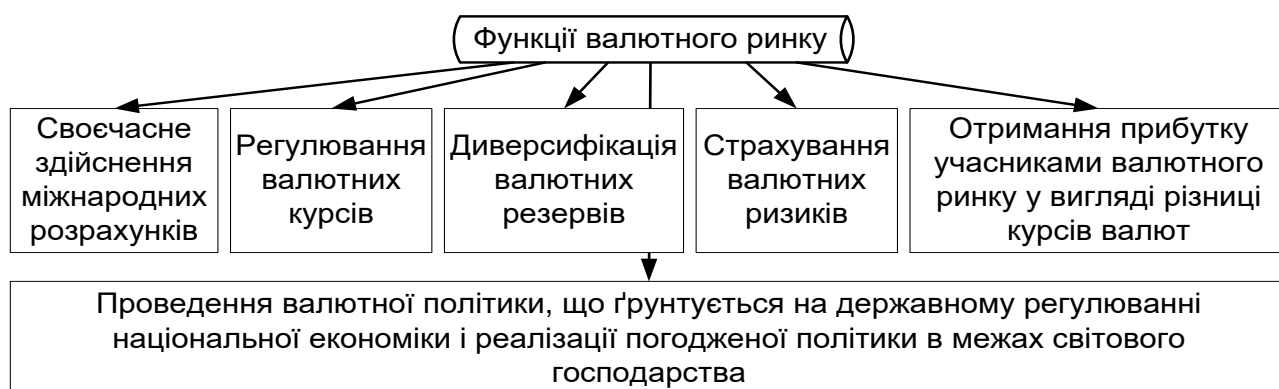 Функції валютного ринку
Своєчасне
здійснення
міжнародних
розрахунків
Регулювання
валютних
курсів
Диверсифікація
валютних
резервів
Страхування
валютних
ризиків
Отримання прибутку
учасниками валютного
ринку у вигляді різниці
курсів валют
Проведення валютної політики, що ґрунтується на державному регулюванні
національної економіки і реалізації погодженої політики в межах світового
господарства